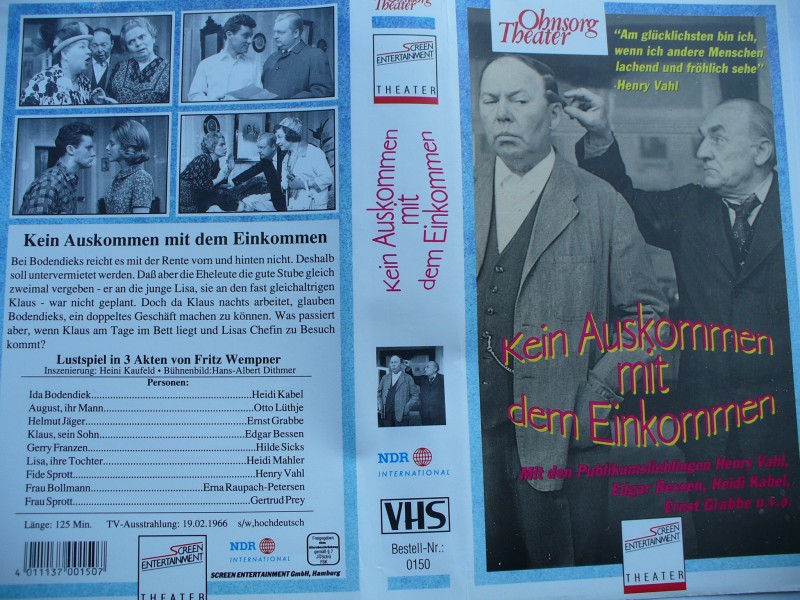 Kein Auskommen mit dem Einkommen
Bei Bodendieks reicht es mit der Rente vorn und hinten nicht. Deshalb
soll untervermietet werden. Daß aber die Eheleute die gute Stube gleich
zweimal vergeben - er an die junge Lisa, sie an den fast gleichaltrigen
Klaus - war nicht geplant. Doch da Klaus nachts arbeitet, glauben
Bodendieks, ein doppeltes Geschäft machen zu können. Was passiert
aber, wenn Klaus am Tage im Bett liegt und Lisas Chefin zu Besuch
kommt?
Lustspiel in 3 Akten von Fritz Wempner
Inszenierung: Heini Kaufeld • Bühnenbild:Hans-Albert Dithmer
Personen:
Ida Bodendiek...Heidi Kabel
August, ihr Mann...Otto Lüthje
Helmut Jäger...Ernst Grabbe
Klaus, sein Sohn...Edgar Bessen
Gerry Franzen...Hilde Sicks
Lisa, ihre Tochter...Heidi Mahler
Fide Sprott...Henry Vahl
Frau Bollmann...Erna Raupach-Petersen
Frau Sprott...Gertrud Prey
Länge: 125 Min. TV-Ausstrahlung: 19.02.1966 s/w,hochdeutsch
4 011137 001507
SCREEN
ENTERTAINMENT
THEATER
NDR
INTERNATIONAL
SCREEN ENTERTAINMENT GmbH, Hamburg
Freigegeben
gemäß § 7
Ohnsorg
Theater
SCREEN
ENTERTAINMENT
THEATER
Kein Auskommen
mit
dem Einkommen
NDR
INTERNATIONAL
VHS
Bestell-Nr.:
0150
Ohnsorg
Theater
"Am glücklichsten bin ich,
wenn ich andere Menschen
lachend und fröhlich sehe"
-Henry Vahl
Kein Auskommen
mit
dem Einkommen
Mit den Publikumslieblingen Henry Vahl,
Edgar Bessen, Heidi Kabel,
Ernst Grabbe u.v.a.
SCREEN
ENTERTAINMENT
THEATER